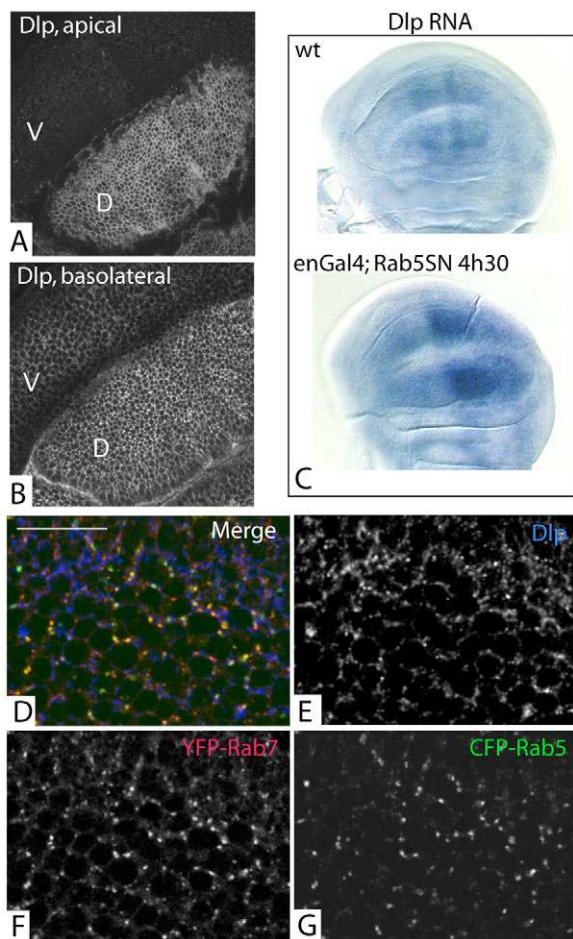 Dlp, apical
V
D
A
Dlp, basolateral
V
D
B
Dlp RNA
wt
enGal4; Rab5SN 4h30
C
Merge
D
Dlp
E
YFP-Rab7
F
CFP-Rab5
G